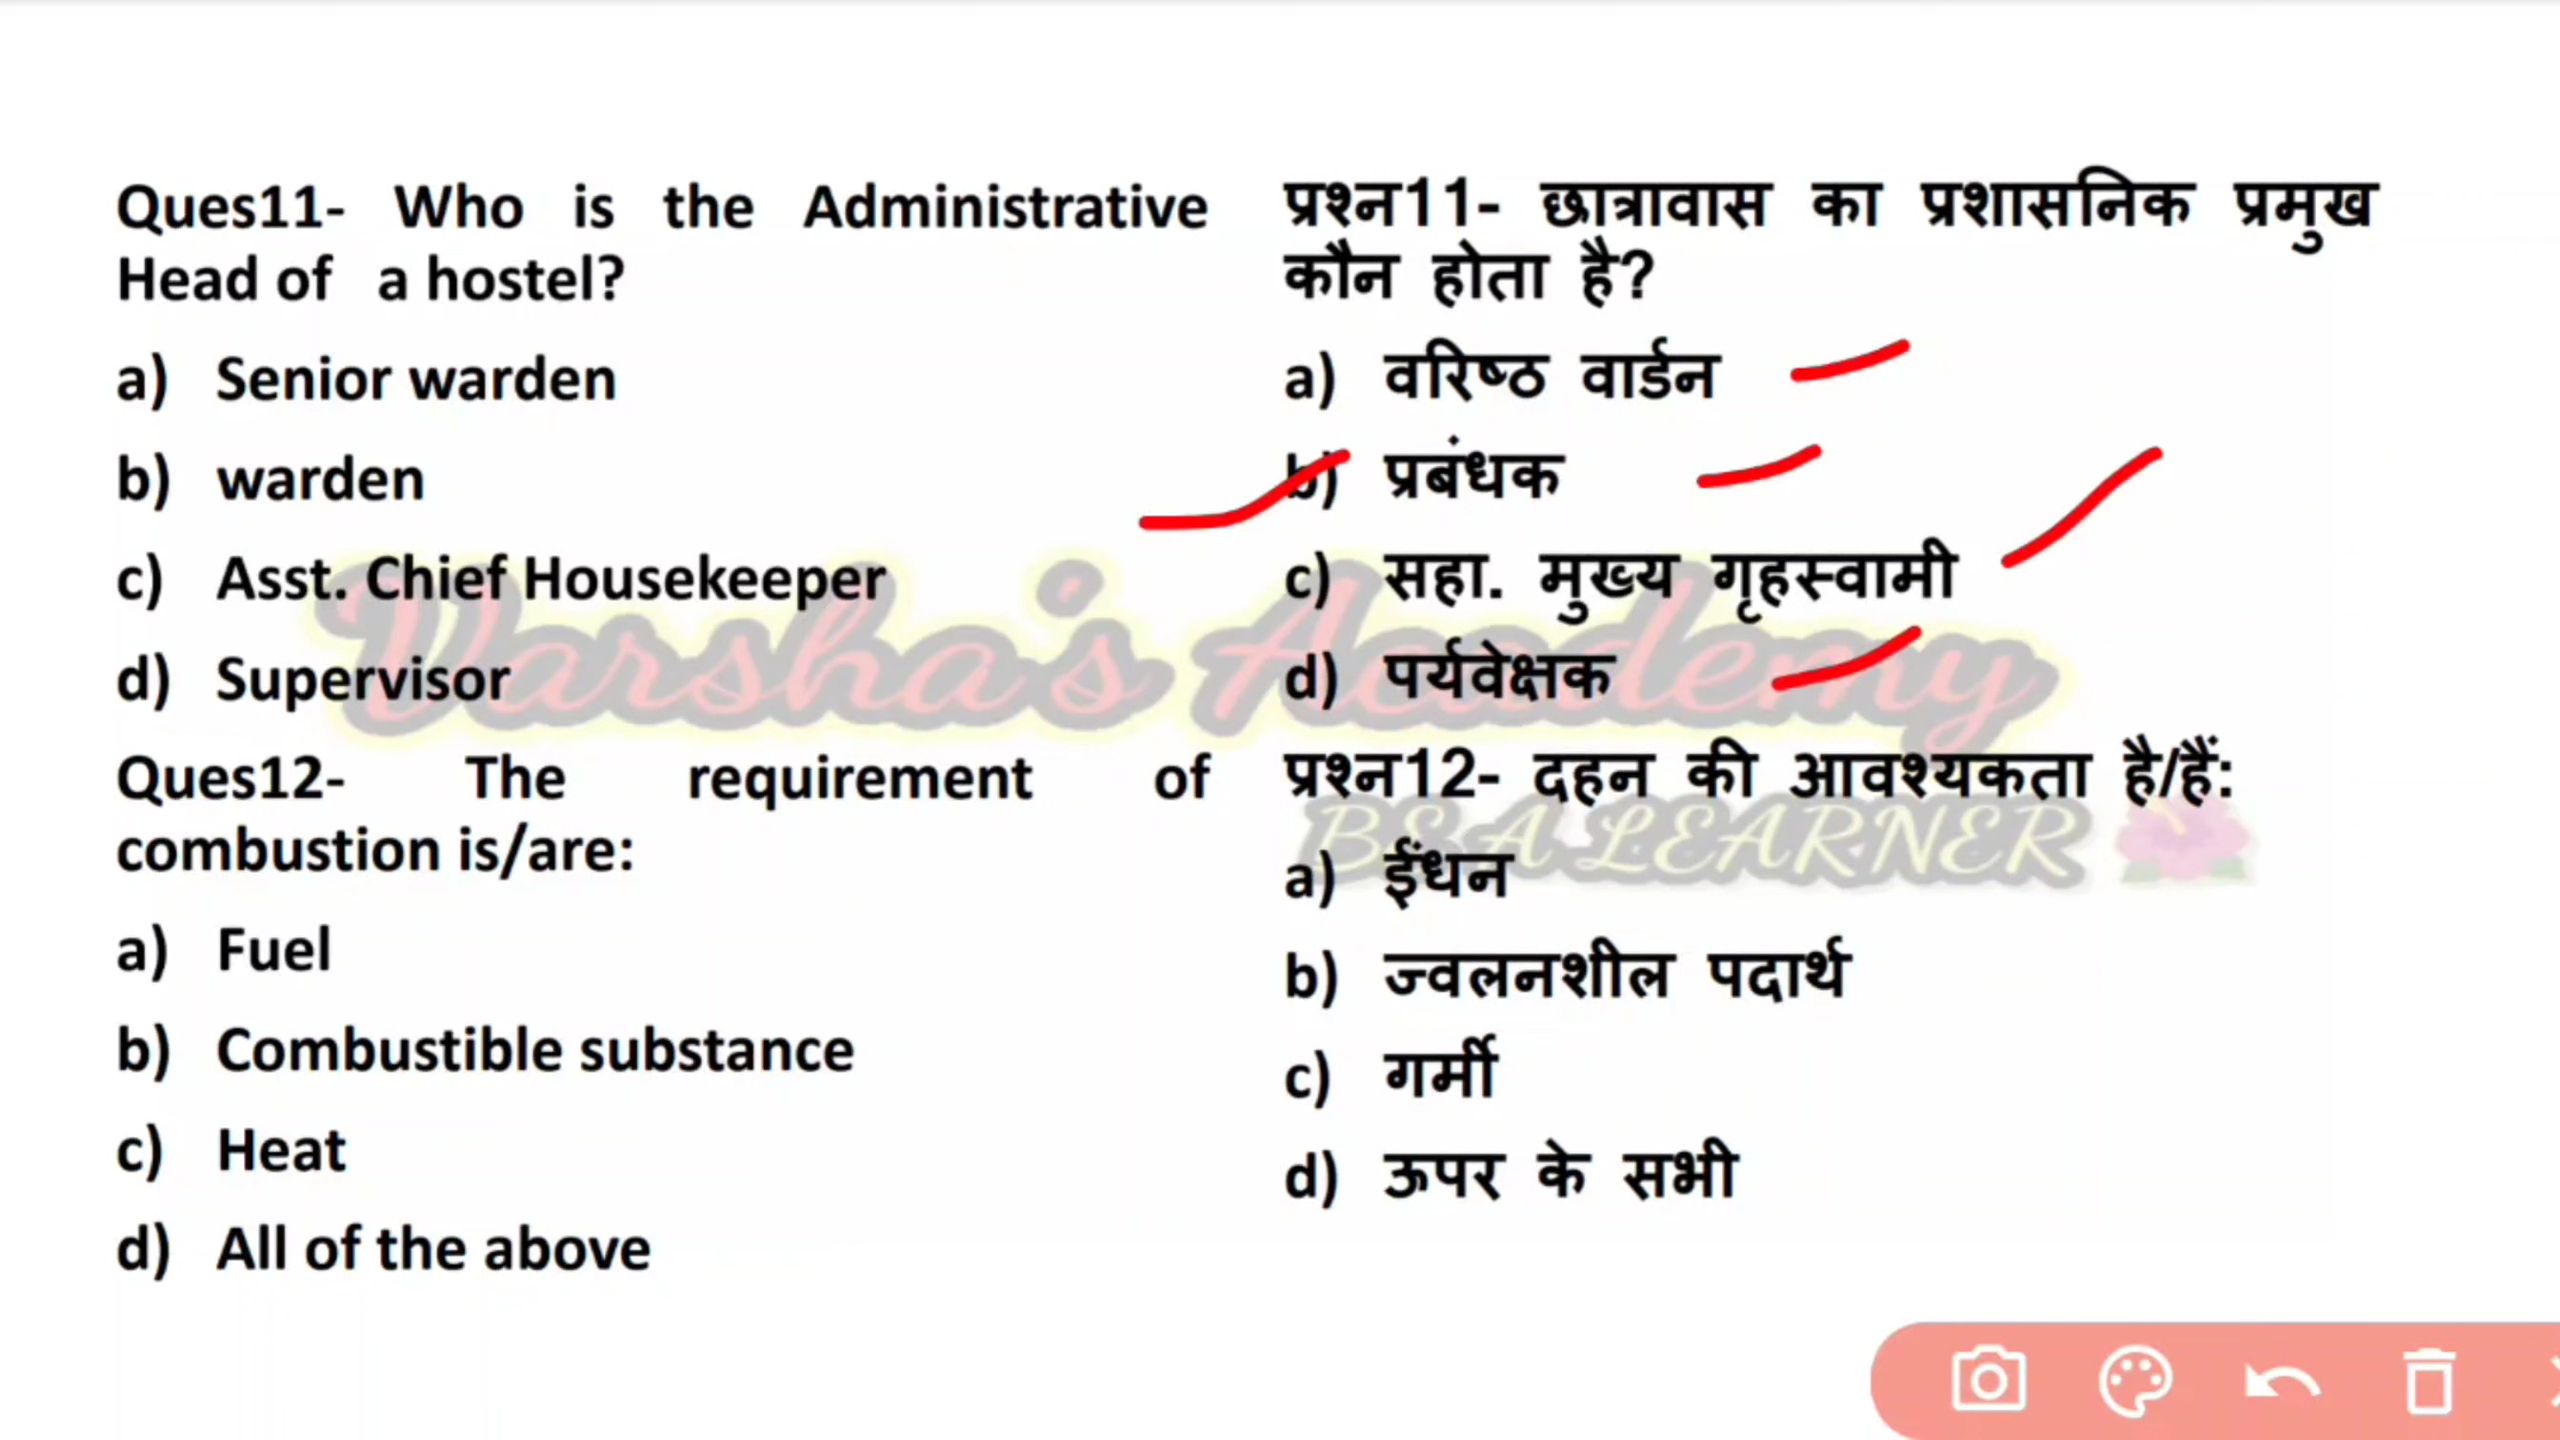 Ques11- Who is the Administrative
Head of a hostel?
a) Senior warden
b) warden
c) Asst. Chief Housekeeper
d) Supervisor
Ques12- The requirement of
combustion is/are:
a) Fuel
b) Combustible substance
c) Heat
d) All of the above
प्रश्न11- छात्रावास का प्रशासनिक प्रमुख
कौन होता है?
a) वरिष्ठ वार्डन
b) प्रबंधक
c) सहा. मुख्य गृहस्वामी
d) पर्यवेक्षक
प्रश्न12- दहन की आवश्यकता है/हैं:
a) ईंधन
b) ज्वलनशील पदार्थ
c) गर्मी
d) ऊपर के सभी
Varsha's Academy
BE A LEARNER